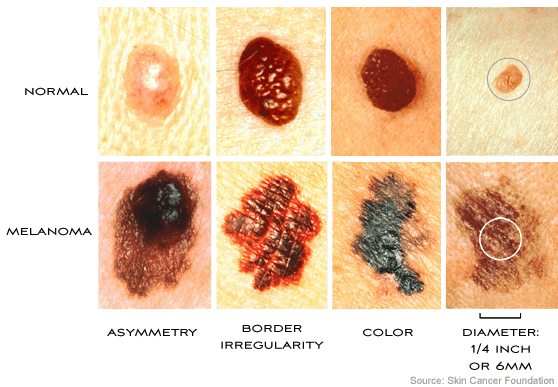 NORMAL
MELANOMA
ASYMMETRY
BORDER
IRREGULARITY
COLOR
DIAMETER:
1/4 INCH
OR 6MM
Source: Skin Cancer Foundation